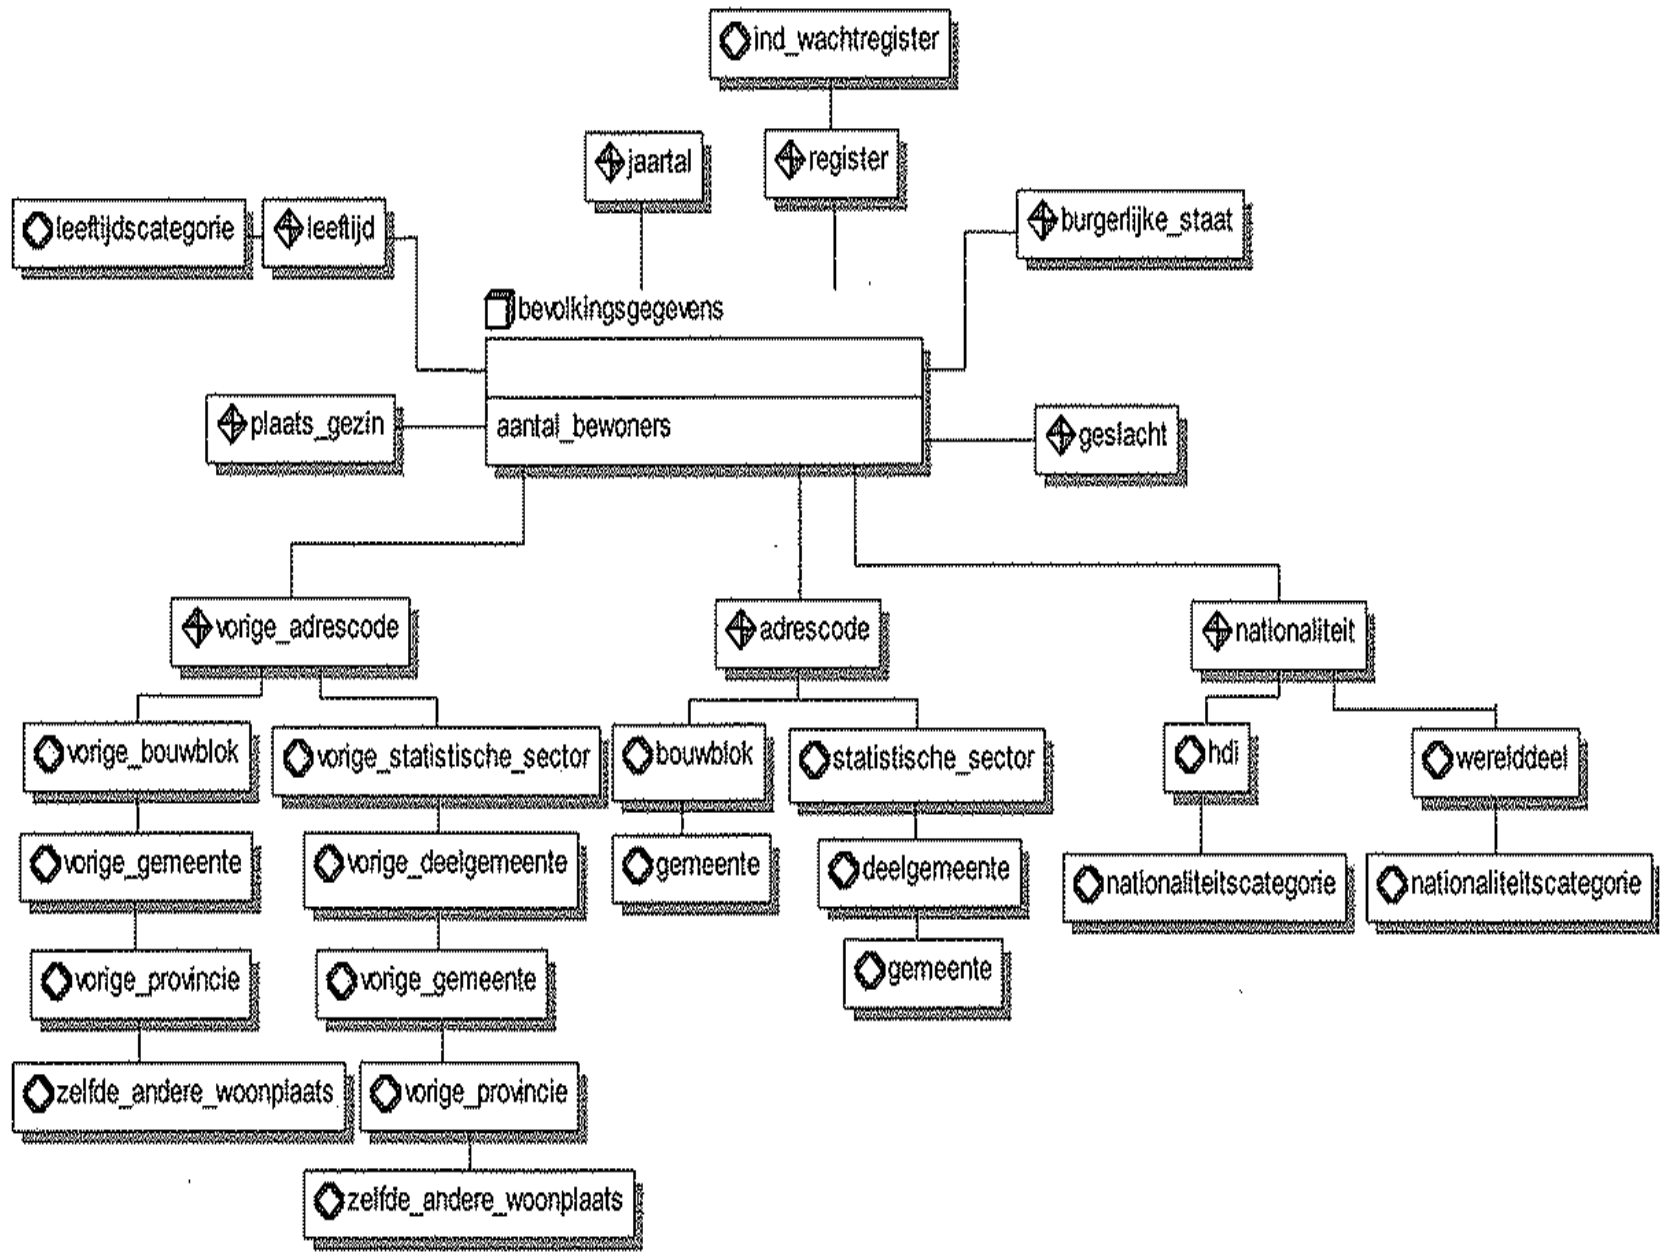 ind_wachtregister
jaartal
register
leeftijdscategorie
leeftijd
burgerlijke_staat
bevolkingsgegevens
plaats_gezin
aantal_bewoners
geslacht
vorige_adrescode
adrescode
nationaliteit
vorige_bouwblok
vorige_statistische_sector
bouwblok
statistische_sector
hdi
werelddeel
vorige_gemeente
vorige_deelgemeente
gemeente
deelgemeente
nationaliteitscategorie
nationaliteitscategorie
vorige_provincie
vorige_gemeente
gemeente
zelfde_andere_woonplaats
vorige_provincie
zelfde_andere_woonplaats